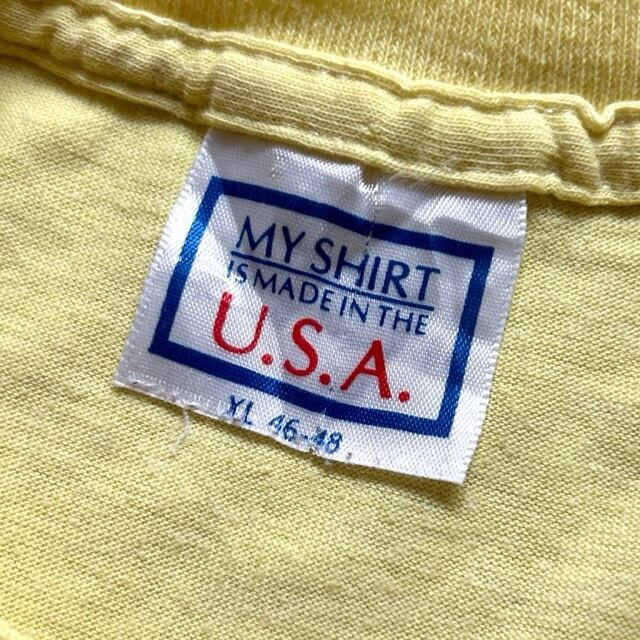 MY SHIRT
IS MADE IN THE
U.S.A.
XL 46-48